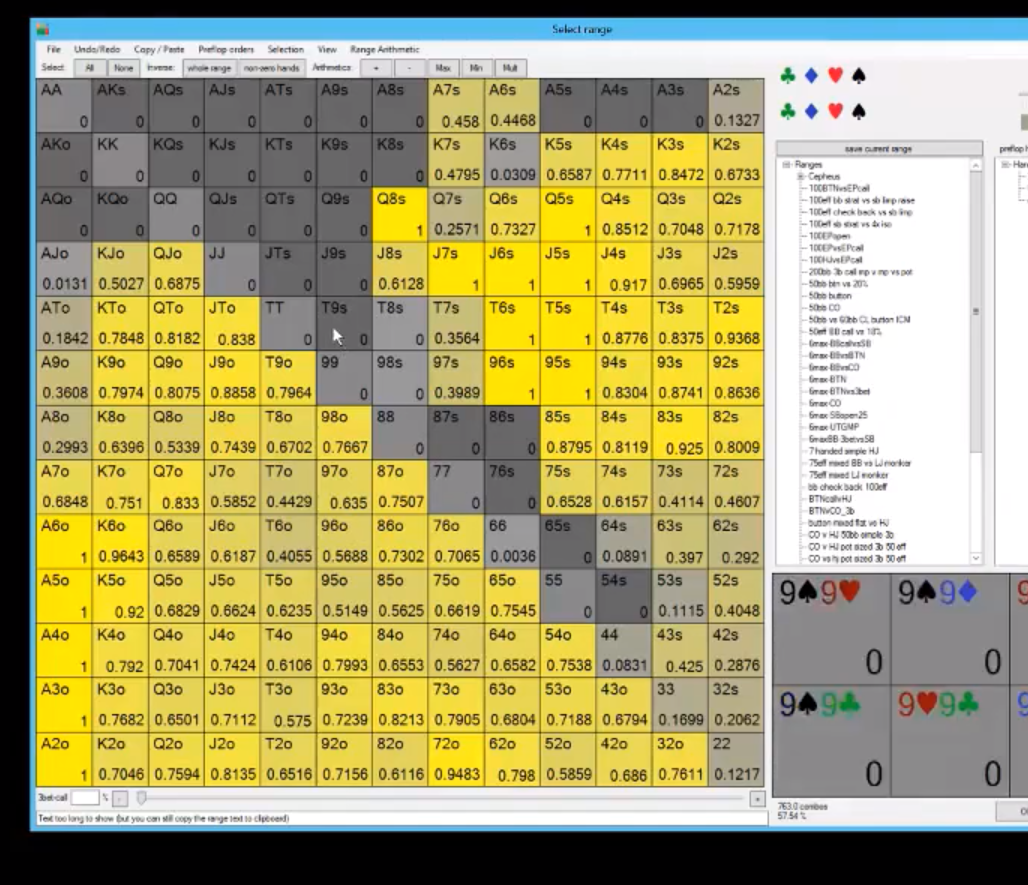 Select range
File Undo/Redo Copy / Paste Preflop orders Selection View Range Arithmetic
Select: All None Inverse: whole range non-zero hands Arithmetics: + - Max Min Mult
AA AKs AQs AJs ATs A9s A8s A7s A6s A5s A4s A3s A2s
0 0 0 0 0 0 0 0.458 0.4468 0 0 0 0.1327
AKo KK KQs KJs KTs K9s K8s K7s K6s K5s K4s K3s K2s
0 0 0 0 0 0 0 0.4795 0.0309 0.6587 0.7711 0.8472 0.6733
AQo KQo QQ QJs QTs Q9s Q8s Q7s Q6s Q5s Q4s Q3s Q2s
0 0 0 0 0 0 1 0.2571 0.7327 1 0.8512 0.7048 0.7178
AJo KJo QJo JJ JTs J9s J8s J7s J6s J5s J4s J3s J2s
0.0131 0.5027 0.6875 0 0 0 0.6128 1 1 1 0.917 0.6965 0.5959
ATo KTo QTo JTo TT T9s T8s T7s T6s T5s T4s T3s T2s
0.1842 0.7848 0.8182 0.838 0 0 0 0.3564 1 1 0.8776 0.8375 0.9368
A9o K9o Q9o J9o T9o 99 98s 97s 96s 95s 94s 93s 92s
0.3608 0.7974 0.8075 0.8858 0.7964 0 0 0.3989 1 1 0.8304 0.8741 0.8636
A8o K8o Q8o J8o T8o 98o 88 87s 86s 85s 84s 83s 82s
0.2993 0.6396 0.5339 0.7439 0.6702 0.7667 0 0 0 0.8795 0.8119 0.925 0.8009
A7o K7o Q7o J7o T7o 97o 87o 77 76s 75s 74s 73s 72s
0.6848 0.751 0.833 0.5852 0.4429 0.635 0.7507 0 0 0.6528 0.6157 0.4114 0.4607
A6o K6o Q6o J6o T6o 96o 86o 76o 66 65s 64s 63s 62s
1 0.9643 0.6589 0.6187 0.4055 0.5688 0.7302 0.7065 0.0036 0 0.0891 0.397 0.292
A5o K5o Q5o J5o T5o 95o 85o 75o 65o 55 54s 53s 52s
1 0.92 0.6829 0.6624 0.6235 0.5149 0.5625 0.6619 0.7545 0 0 0.1115 0.4048
A4o K4o Q4o J4o T4o 94o 84o 74o 64o 54o 44 43s 42s
1 0.792 0.7041 0.7424 0.6106 0.7993 0.6553 0.5627 0.6582 0.7538 0.0831 0.425 0.2876
A3o K3o Q3o J3o T3o 93o 83o 73o 63o 53o 43o 33 32s
1 0.7682 0.6501 0.7112 0.575 0.7239 0.8213 0.7905 0.6804 0.7188 0.6794 0.1699 0.2062
A2o K2o Q2o J2o T2o 92o 82o 72o 62o 52o 42o 32o 22
1 0.7046 0.7594 0.8135 0.6516 0.7156 0.6116 0.9483 0.798 0.5859 0.686 0.7611 0.1217
3bet-call % - +
Text too long to show (but you can still copy the range text to clipboard)
save current range
preflop
Ranges
Cepheus
100BTNvsEPcall
100eff bb strat vs sb limp raise
100eff check back vs sb limp
100eff sb strat vs 4x iso
100EPopen
100EPvsEPcall
100HJvsEPcall
200bb 3b call mp v mp vs pot
50bb btn vs 20%
50bb button
50bb CO
50bb vs 60bb CL button ICM
50eff BB call vs 18%
6max-BBcallvsSB
6max-BBvsBTN
6max-BBvsCO
6max-BTN
6max-BTNvs3bet
6max-CO
6max-SBopen25
6max-UTGMP
6maxBB-3betvsSB
7 handed simple HJ
75eff mixed BB vs LJ monker
75eff mixed LJ monker
bb check back 100eff
BTNcallvHJ
BTNvCO_3b
button mixed flat vs HJ
CO v HJ 50bb simple 3b
CO v HJ pot sized 3b 50 eff
CO vs hj pot sized 3b 50 eff
9♠9♥ 9♠9♦
0 0
9♠9♣ 9♥9♣
0 0
763.0 combos
57.54 %